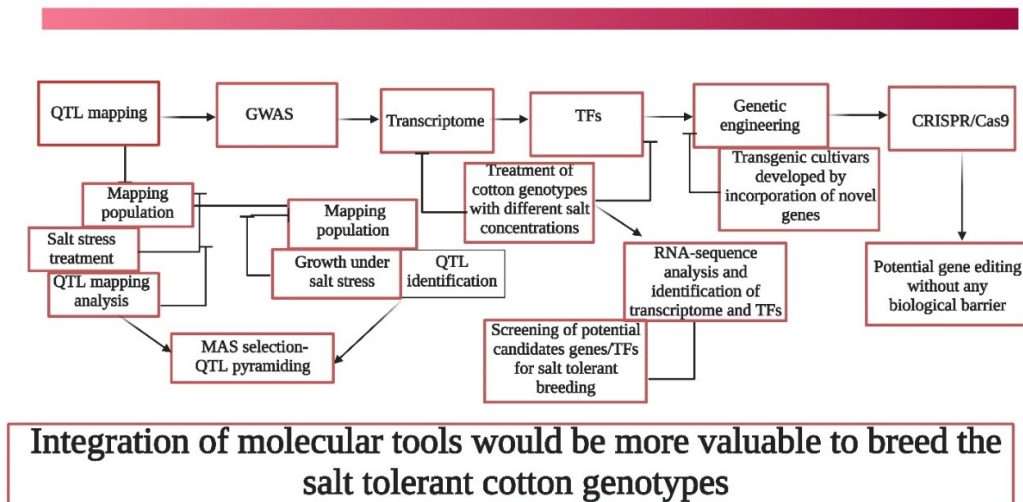 QTL mapping
GWAS
Transcriptome
TFs
Genetic
engineering
CRISPR/Cas9
Mapping
population
Salt stress
treatment
QTL mapping
analysis
Mapping
population
Growth under
salt stress
QTL
identification
MAS selection-
QTL pyramiding
Treatment of
cotton genotypes
with different salt
concentrations
Transgenic cultivars
developed by
incorporation of novel
genes
RNA-sequence
analysis and
identification of
transcriptome and TFs
Screening of potential
candidates genes/TFs
for salt tolerant
breeding
Potential gene editing
without any
biological barrier
Integration of molecular tools would be more valuable to breed the
salt tolerant cotton genotypes